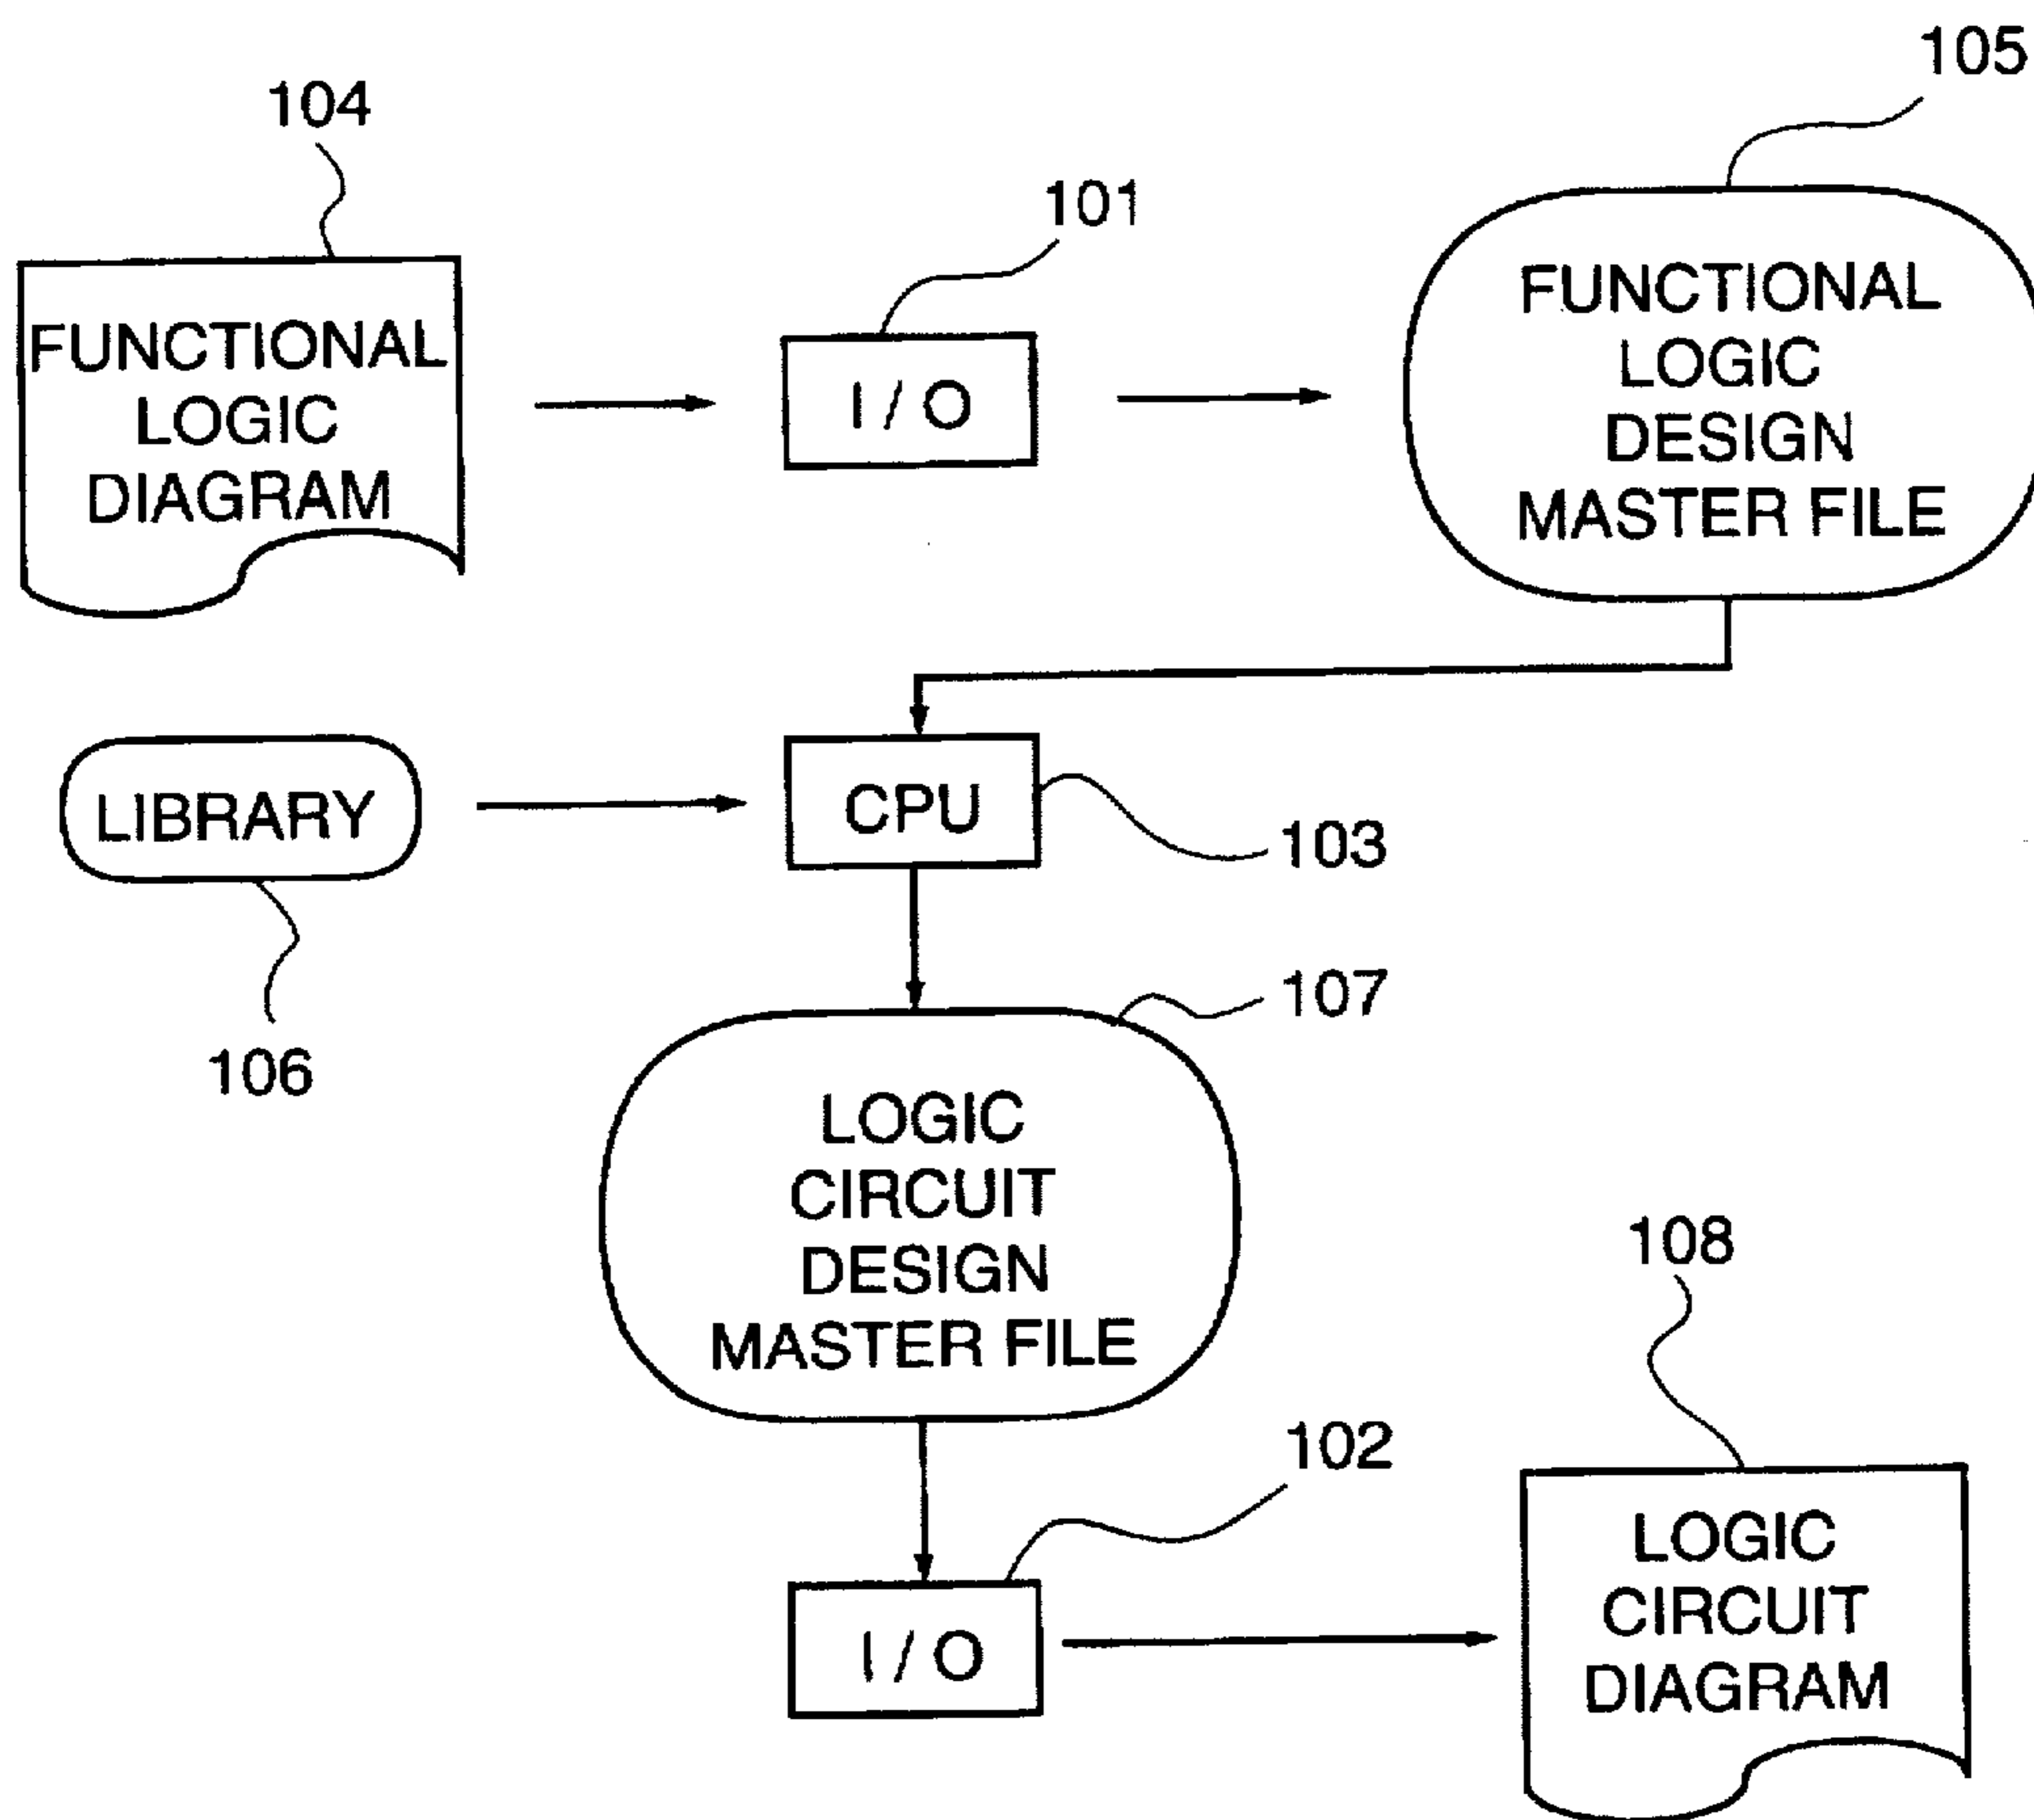 105
104
101
FUNCTIONAL
LOGIC
DIAGRAM
I / O
FUNCTIONAL
LOGIC
DESIGN
MASTER FILE
LIBRARY
CPU
103
106
107
LOGIC
CIRCUIT
DESIGN
MASTER FILE
108
102
I / O
LOGIC
CIRCUIT
DIAGRAM